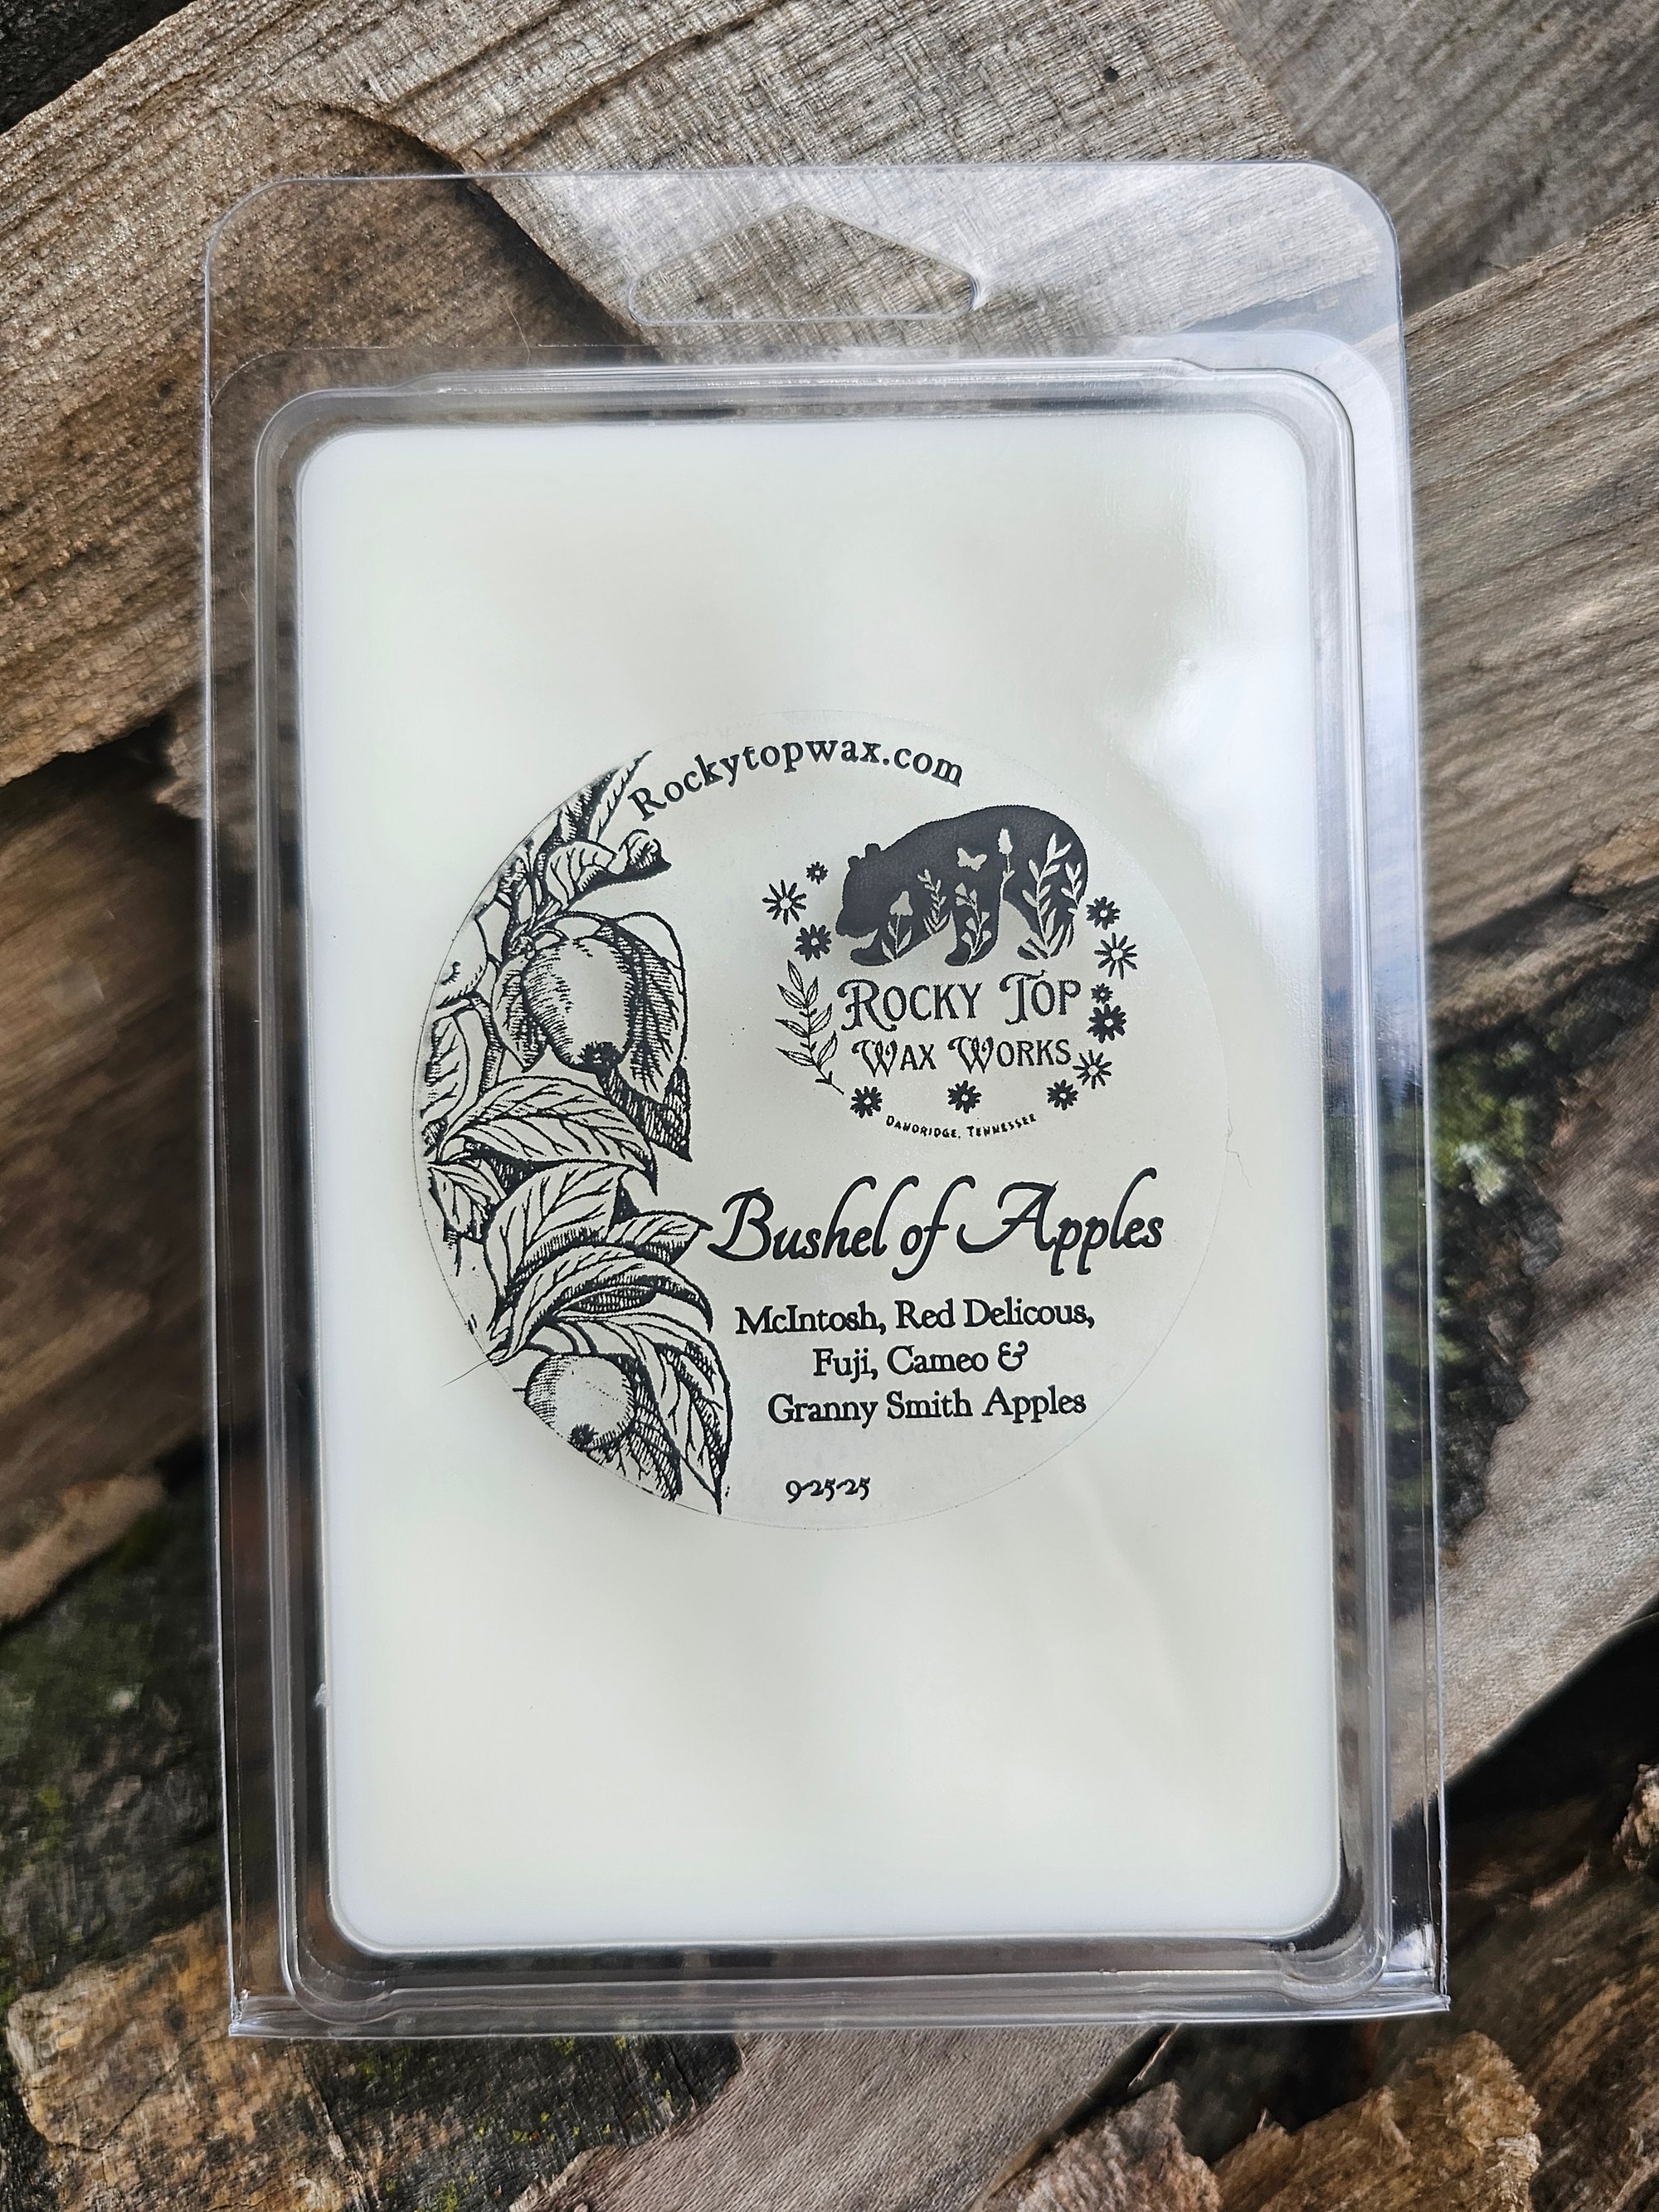 Rockytopwax.com
Rocky Top
Wax Works
Dandridge, Tennessee
Bushel of Apples
McIntosh, Red Delicous,
Fuji, Cameo &
Granny Smith Apples
9-25-25